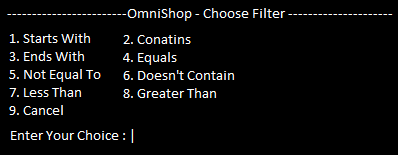 ------------------------OmniShop - Choose Filter ---------------------
1. Starts With 2. Conatins
3. Ends With 4. Equals
5. Not Equal To 6. Doesn't Contain
7. Less Than 8. Greater Than
9. Cancel
Enter Your Choice : |